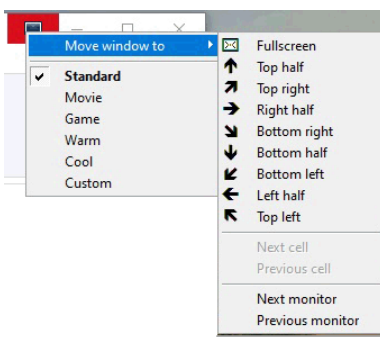 Move window to
Standard
Movie
Game
Warm
Cool
Custom
Fullscreen
Top half
Top right
Right half
Bottom right
Bottom half
Bottom left
Left half
Top left
Next cell
Previous cell
Next monitor
Previous monitor